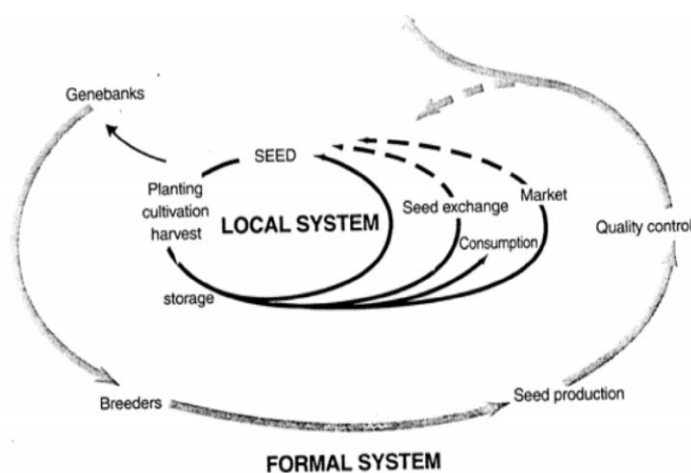 Genebanks
SEED
Planting
cultivation
harvest
LOCAL SYSTEM
Seed exchange
Market
Consumption
Quality control
storage
Breeders
Seed production
FORMAL SYSTEM